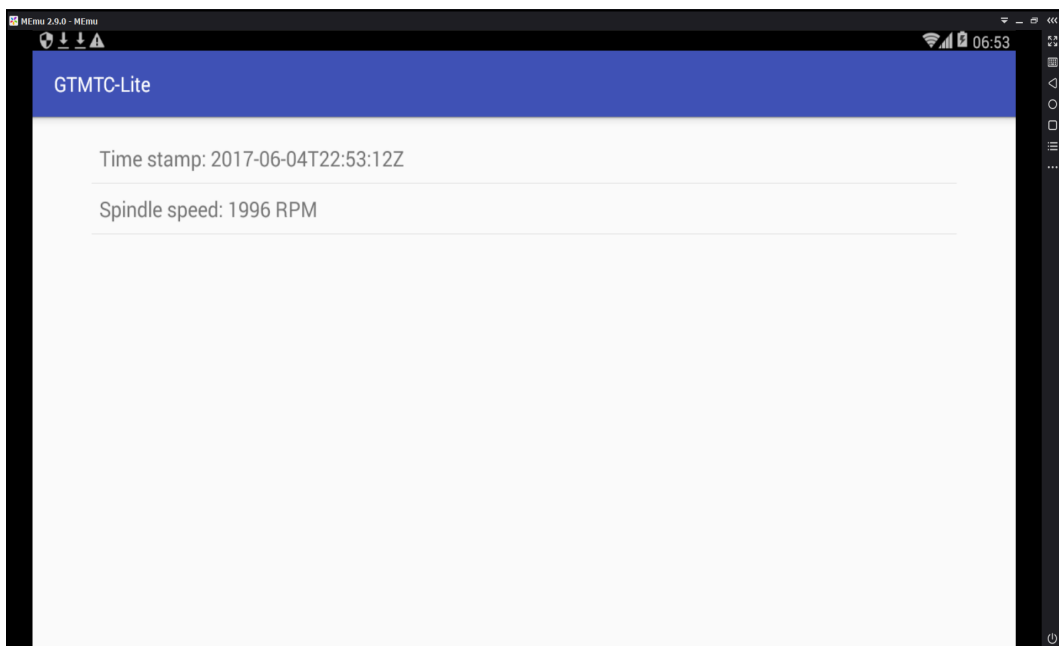 MEmu 2.9.0 - MEmu
06:53
GTMTC-Lite
Time stamp: 2017-06-04T22:53:12Z
Spindle speed: 1996 RPM